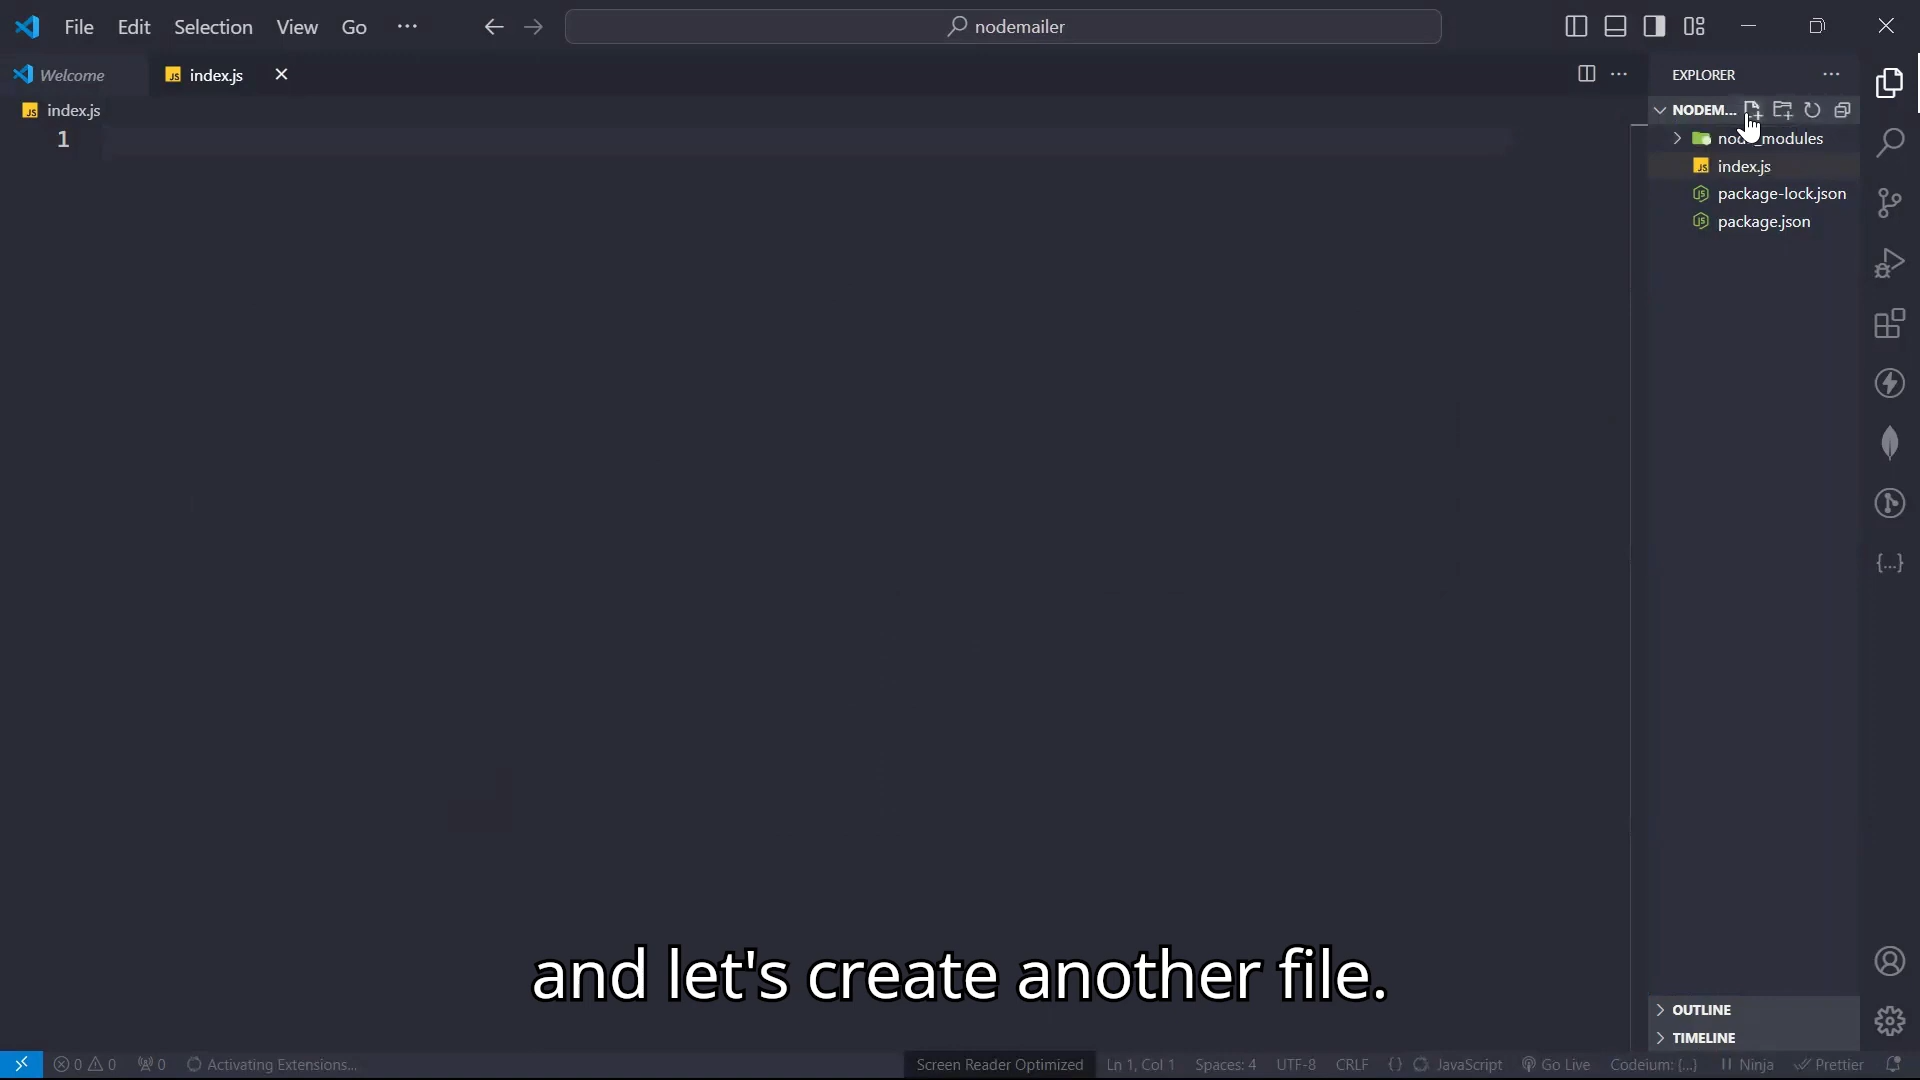 File Edit Selection View Go ··· nodemailer
Welcome index.js
EXPLORER
index.js
NODEM...
1
node_modules
index.js
package-lock.json
package.json
and let's create another file.
OUTLINE
TIMELINE
0 0 0 Activating Extensions... Screen Reader Optimized Ln 1, Col 1 Spaces: 4 UTF-8 CRLF {} JavaScript Go Live Codeium: {...} Ninja Prettier